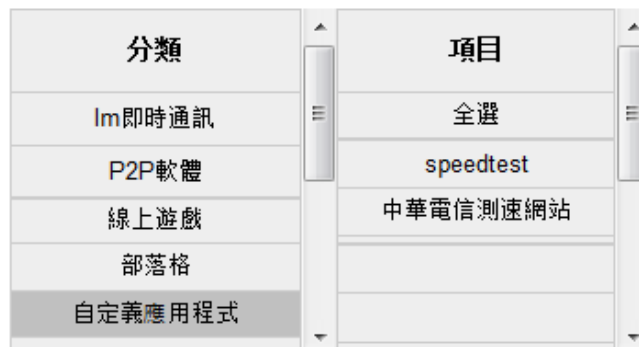 分類
Im即時通訊
P2P軟體
線上遊戲
部落格
自定義應用程式
項目
全選
speedtest
中華電信測速網站